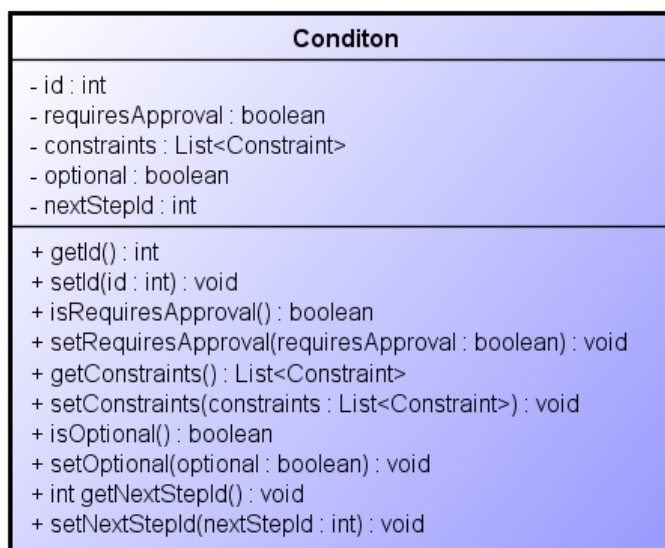 Conditon
- id : int
- requiresApproval : boolean
- constraints : List<Constraint>
- optional : boolean
- nextStepId : int
+ getId() : int
+ setId(id : int) : void
+ isRequiresApproval() : boolean
+ setRequiresApproval(requiresApproval : boolean) : void
+ getConstraints() : List<Constraint>
+ setConstraints(constraints : List<Constraint>) : void
+ isOptional() : boolean
+ setOptional(optional : boolean) : void
+ int getNextStepId() : void
+ setNextStepId(nextStepId : int) : void